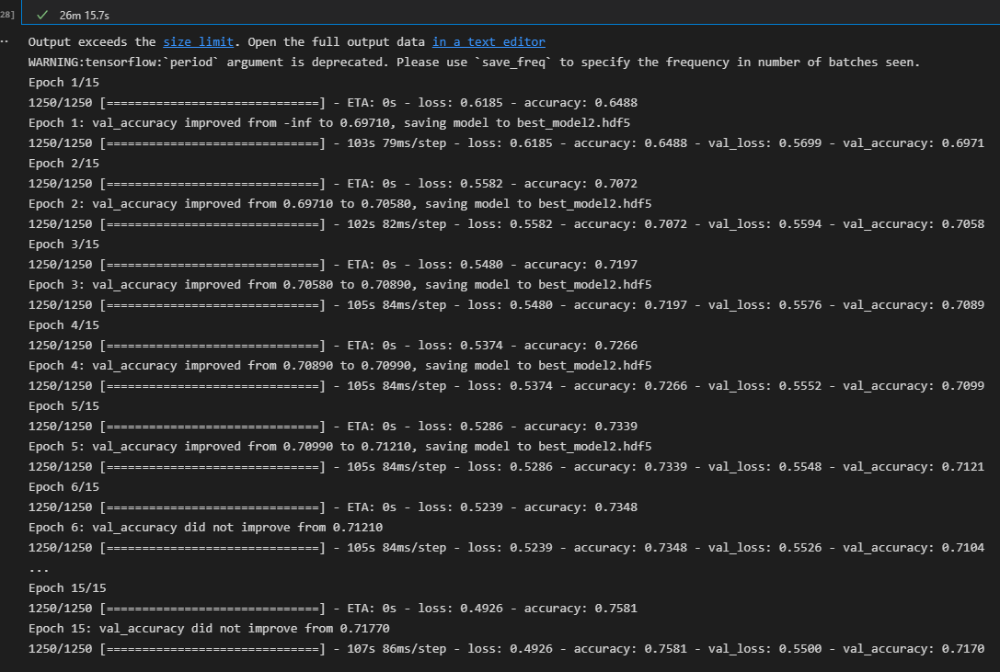 28]
26m 15.7s
Output exceeds the size limit. Open the full output data in a text editor
WARNING:tensorflow:`period` argument is deprecated. Please use `save_freq` to specify the frequency in number of batches seen.
Epoch 1/15
1250/1250 [==============================] - ETA: 0s - loss: 0.6185 - accuracy: 0.6488
Epoch 1: val_accuracy improved from -inf to 0.69710, saving model to best_model2.hdf5
1250/1250 [==============================] - 103s 79ms/step - loss: 0.6185 - accuracy: 0.6488 - val_loss: 0.5699 - val_accuracy: 0.6971
Epoch 2/15
1250/1250 [==============================] - ETA: 0s - loss: 0.5582 - accuracy: 0.7072
Epoch 2: val_accuracy improved from 0.69710 to 0.70580, saving model to best_model2.hdf5
1250/1250 [==============================] - 102s 82ms/step - loss: 0.5582 - accuracy: 0.7072 - val_loss: 0.5594 - val_accuracy: 0.7058
Epoch 3/15
1250/1250 [==============================] - ETA: 0s - loss: 0.5480 - accuracy: 0.7197
Epoch 3: val_accuracy improved from 0.70580 to 0.70890, saving model to best_model2.hdf5
1250/1250 [==============================] - 105s 84ms/step - loss: 0.5480 - accuracy: 0.7197 - val_loss: 0.5576 - val_accuracy: 0.7089
Epoch 4/15
1250/1250 [==============================] - ETA: 0s - loss: 0.5374 - accuracy: 0.7266
Epoch 4: val_accuracy improved from 0.70890 to 0.70990, saving model to best_model2.hdf5
1250/1250 [==============================] - 105s 84ms/step - loss: 0.5374 - accuracy: 0.7266 - val_loss: 0.5552 - val_accuracy: 0.7099
Epoch 5/15
1250/1250 [==============================] - ETA: 0s - loss: 0.5286 - accuracy: 0.7339
Epoch 5: val_accuracy improved from 0.70990 to 0.71210, saving model to best_model2.hdf5
1250/1250 [==============================] - 105s 84ms/step - loss: 0.5286 - accuracy: 0.7339 - val_loss: 0.5548 - val_accuracy: 0.7121
Epoch 6/15
1250/1250 [==============================] - ETA: 0s - loss: 0.5239 - accuracy: 0.7348
Epoch 6: val_accuracy did not improve from 0.71210
1250/1250 [==============================] - 105s 84ms/step - loss: 0.5239 - accuracy: 0.7348 - val_loss: 0.5526 - val_accuracy: 0.7104
...
Epoch 15/15
1250/1250 [==============================] - ETA: 0s - loss: 0.4926 - accuracy: 0.7581
Epoch 15: val_accuracy did not improve from 0.71770
1250/1250 [==============================] - 107s 86ms/step - loss: 0.4926 - accuracy: 0.7581 - val_loss: 0.5500 - val_accuracy: 0.7170